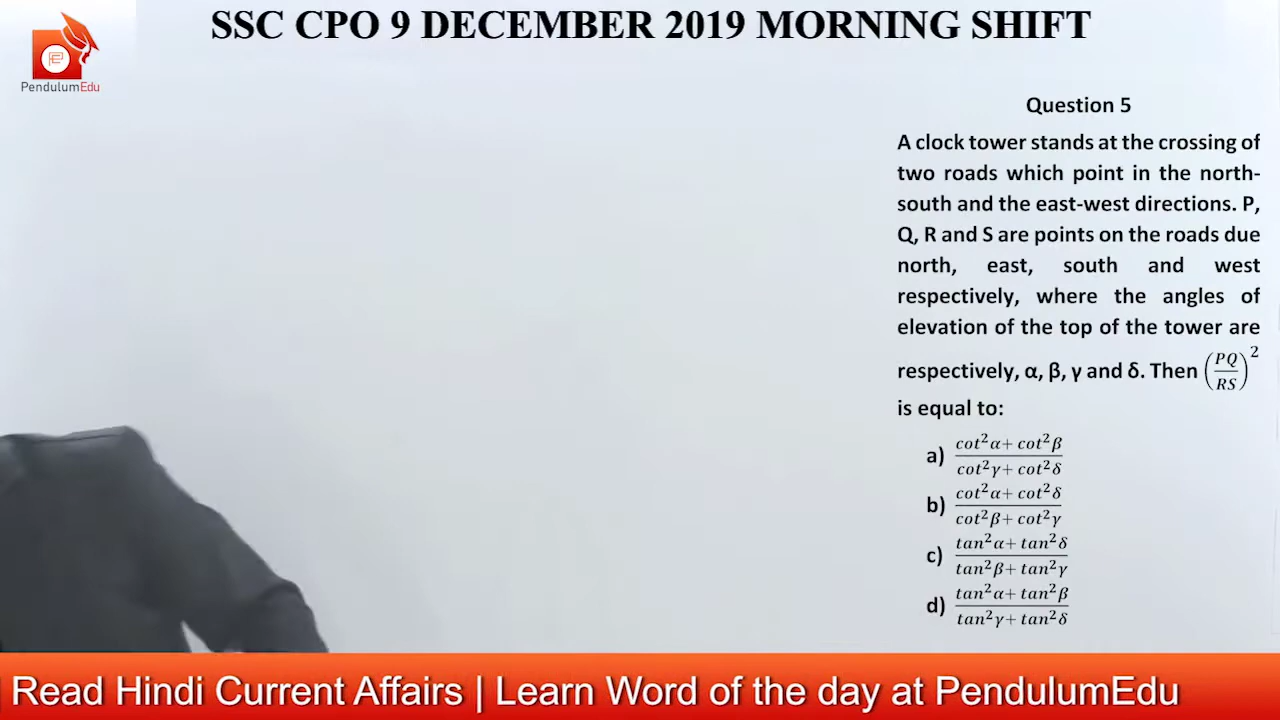 SSC CPO 9 DECEMBER 2019 MORNING SHIFT
PendulumEdu
Question 5
A clock tower stands at the crossing of
two roads which point in the north-
south and the east-west directions. P,
Q, R and S are points on the roads due
north, east, south and west
respectively, where the angles of
elevation of the top of the tower are
respectively, α, β, γ and δ. Then (PQ/RS)²
is equal to:
a) cot²α+ cot²β / cot²γ+ cot²δ
b) cot²α+ cot²δ / cot²β+ cot²γ
c) tan²α+ tan²δ / tan²β+ tan²γ
d) tan²α+ tan²β / tan²γ+ tan²δ
Read Hindi Current Affairs | Learn Word of the day at PendulumEdu